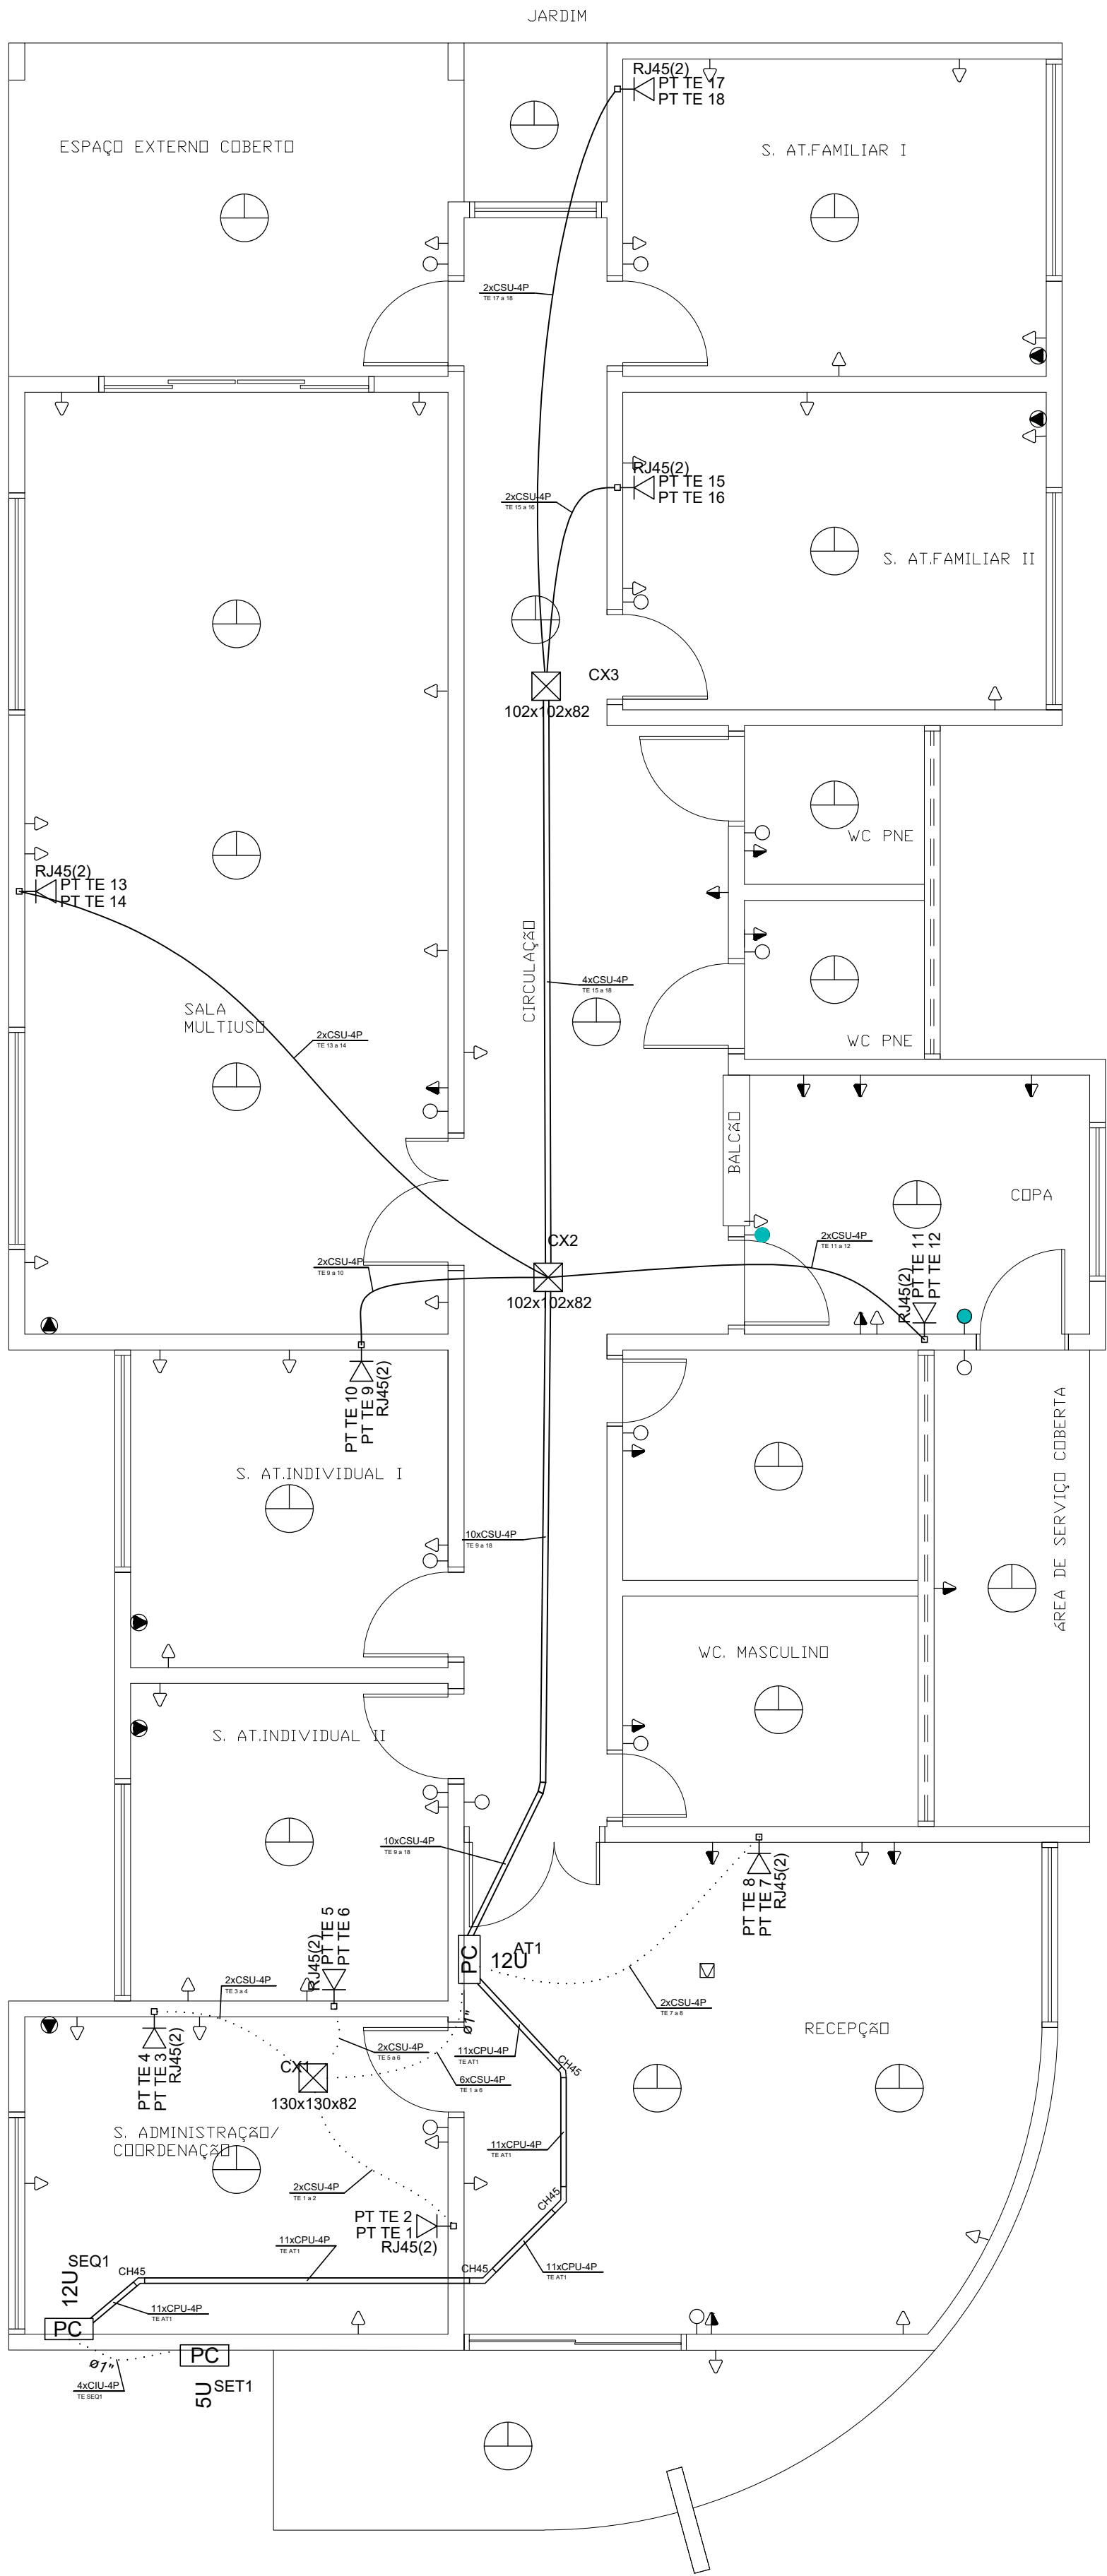 JARDIM
RJ45(2)
PT TE 17
PT TE 18
ESPAÇO EXTERNO COBERTO
S. AT.FAMILIAR I
2xCSU-4P
TE 17 a 18
RJ45(2)
PT TE 15
PT TE 16
2xCSU-4P
TE 15 a 16
S. AT.FAMILIAR II
CX3
102x102x82
WC PNE
RJ45(2)
PT TE 13
PT TE 14
CIRCULAÇÃO
4xCSU-4P
TE 15 a 18
SALA
MULTIUSO
2xCSU-4P
TE 13 a 14
WC PNE
BALCÃO
COPA
CX2
2xCSU-4P
TE 9 a 10
2xCSU-4P
TE 11 a 12
RJ45(2)
PT TE 11
PT TE 12
102x102x82
PT TE 10
PT TE 9
RJ45(2)
S. AT.INDIVIDUAL I
ÁREA DE SERVIÇO COBERTA
10xCSU-4P
TE 9 a 18
WC. MASCULINO
S. AT.INDIVIDUAL II
10xCSU-4P
TE 9 a 18
PT TE 8
PT TE 7
RJ45(2)
RJ45(2)
PT TE 5
PT TE 6
PC
12U
AT1
2xCSU-4P
TE 3 a 4
2xCSU-4P
TE 7 a 8
ø1"
RECEPÇÃO
PT TE 4
PT TE 3
RJ45(2)
2xCSU-4P
TE 5 a 6
11xCPU-4P
TE AT1
CH45
CX1
6xCSU-4P
TE 1 a 6
130x130x82
S. ADMINISTRAÇÃO/
COORDENAÇÃO
11xCPU-4P
TE AT1
2xCSU-4P
TE 1 a 2
CH45
PT TE 2
PT TE 1
RJ45(2)
11xCPU-4P
TE AT1
SEQ1
12U
CH45
CH45
11xCPU-4P
TE AT1
11xCPU-4P
TE AT1
PC
PC
ø1"
4xCIU-4P
TE SEQ1
5U
SET1